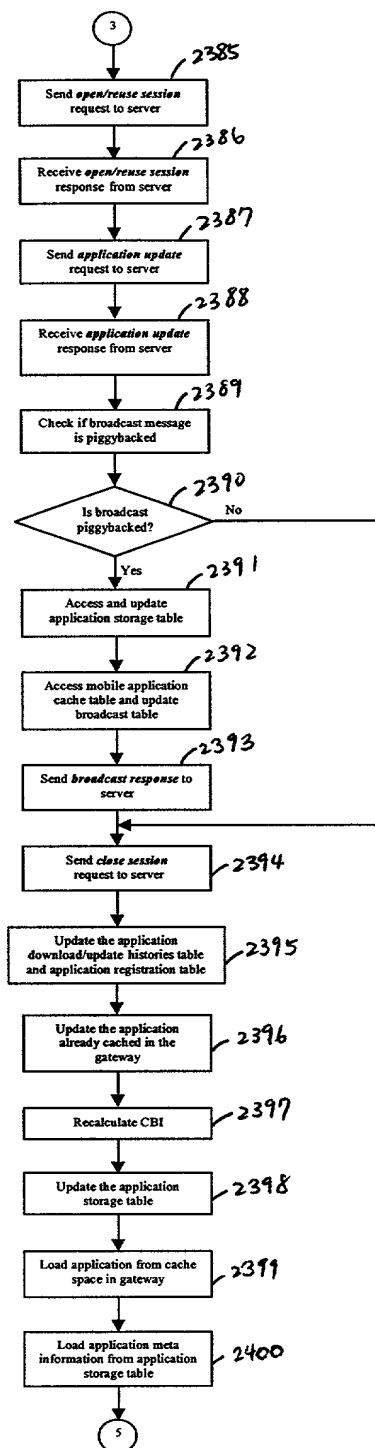 3
2385
Send open/reuse session
request to server
2386
Receive open/reuse session
response from server
2387
Send application update
request to server
2388
Receive application update
response from server
2389
Check if broadcast message
is piggybacked
2390
Is broadcast
piggybacked?
No
Yes
2391
Access and update
application storage table
2392
Access mobile application
cache table and update
broadcast table
2393
Send broadcast response to
server
Send close session
request to server
2394
Update the application
download/update histories table
and application registration table
2395
Update the application
already cached in the
gateway
2396
Recalculate CBI
2397
Update the application
storage table
2398
Load application from cache
space in gateway
2399
Load application meta
information from application
storage table
2400
5